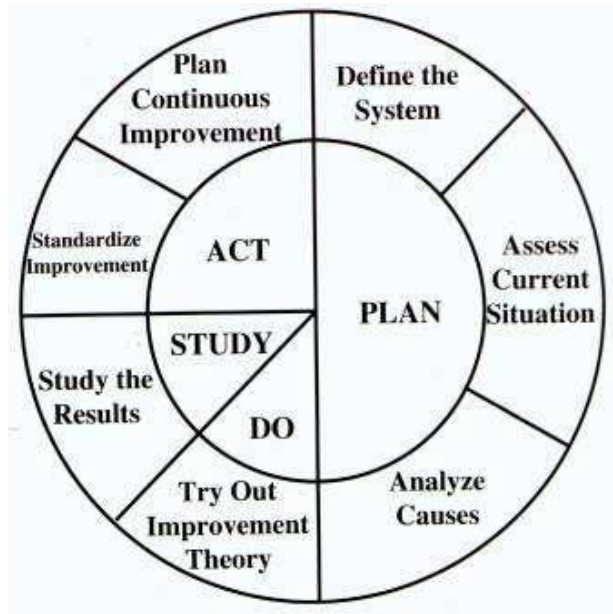 Plan
Continuous
Improvement
Define the
System
Assess
Current
Situation
Analyze
Causes
Try Out
Improvement
Theory
Study the
Results
Standardize
Improvement
ACT
PLAN
STUDY
DO